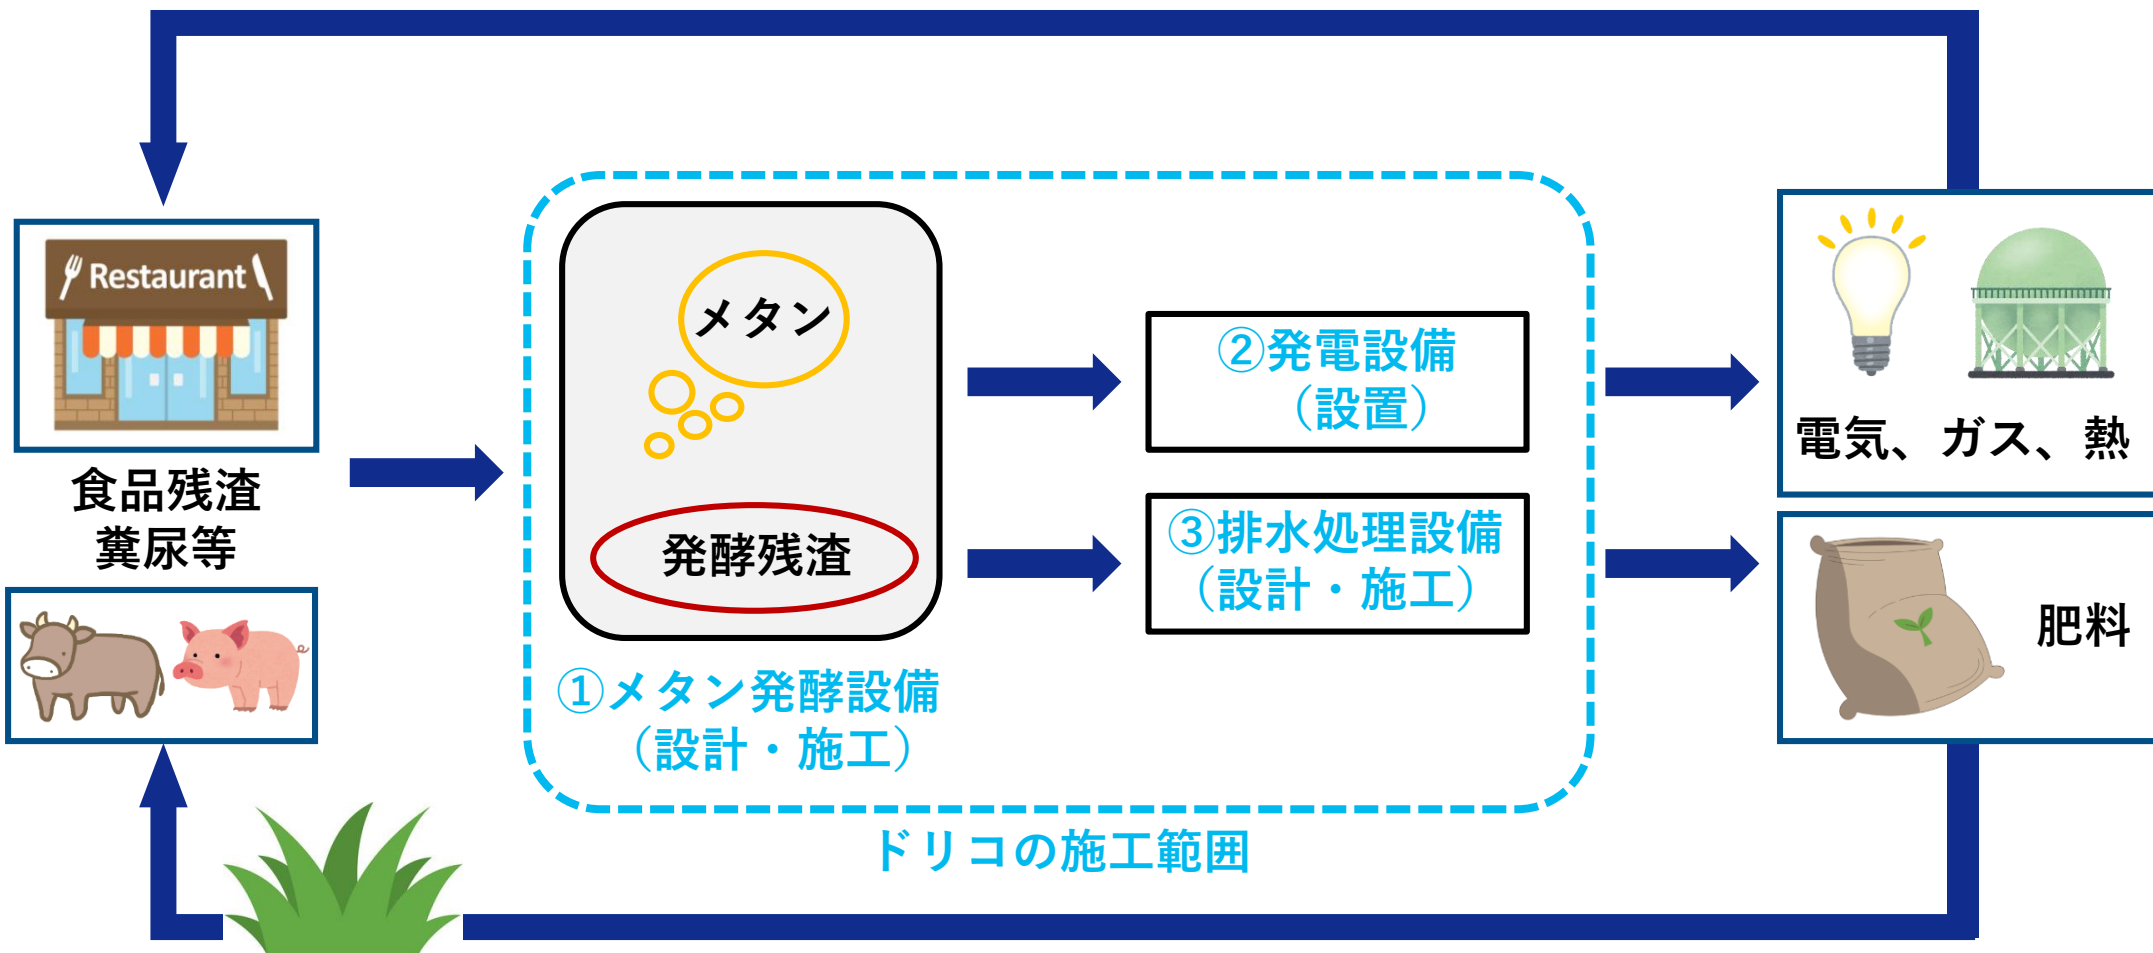 Restaurant
食品残渣
糞尿等
メタン
発酵残渣
①メタン発酵設備
（設計・施工）
②発電設備
（設置）
③排水処理設備
（設計・施工）
ドリコの施工範囲
電気、ガス、熱
肥料